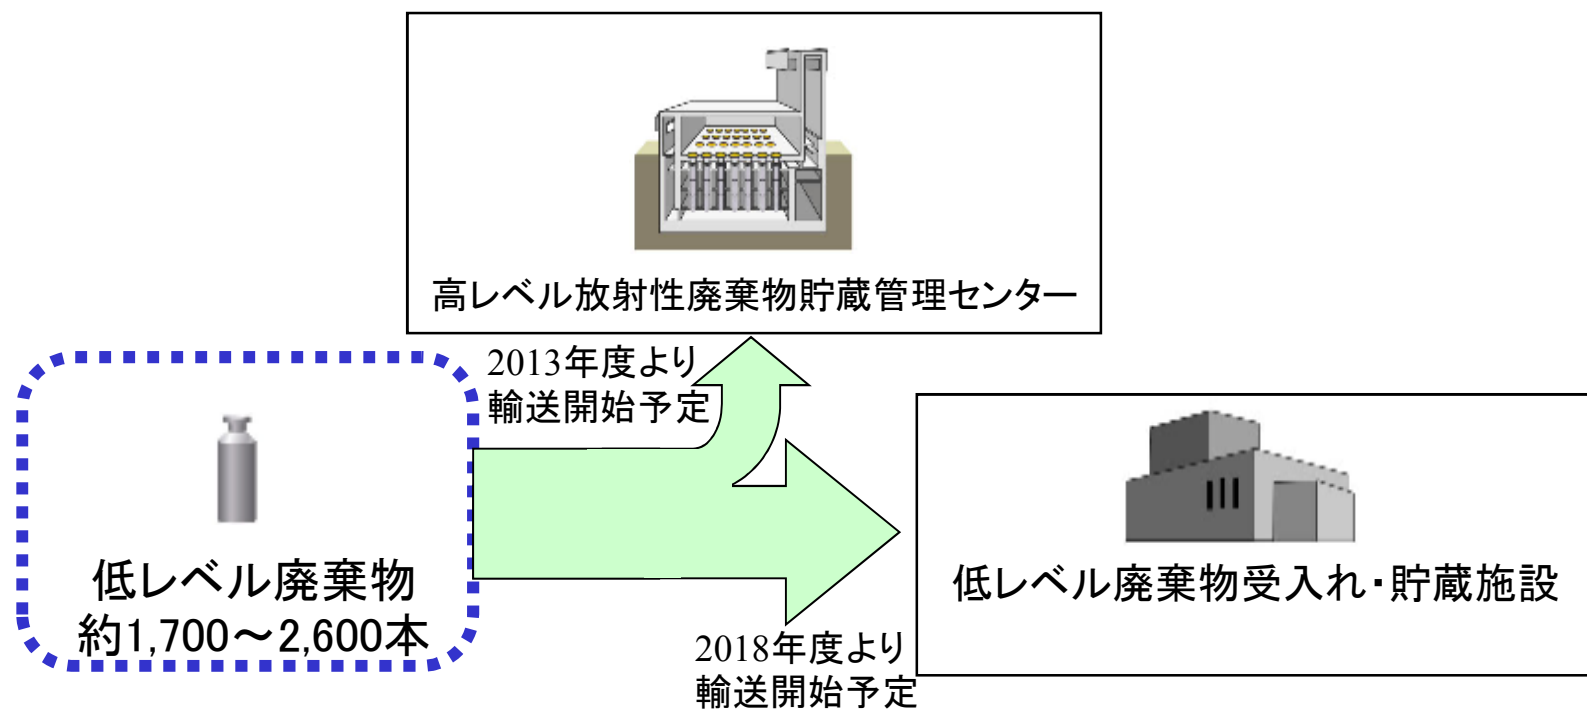 高レベル放射性廃棄物貯蔵管理センター
2013年度より
輸送開始予定
低レベル廃棄物
約1,700～2,600本
低レベル廃棄物受入れ・貯蔵施設
2018年度より
輸送開始予定